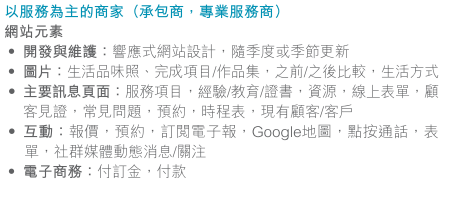 以服務為主的商家（承包商，專業服務商）
網站元素
• 開發與維護：響應式網站設計，隨季度或季節更新
• 圖片：生活品味照、完成項目/作品集，之前/之後比較，生活方式
• 主要訊息頁面：服務項目，經驗/教育/證書，資源，線上表單，顧
客見證，常見問題，預約，時程表，現有顧客/客戶
• 互動：報價，預約，訂閱電子報，Google地圖，點按通話，表
單，社群媒體動態消息/關注
• 電子商務：付訂金，付款